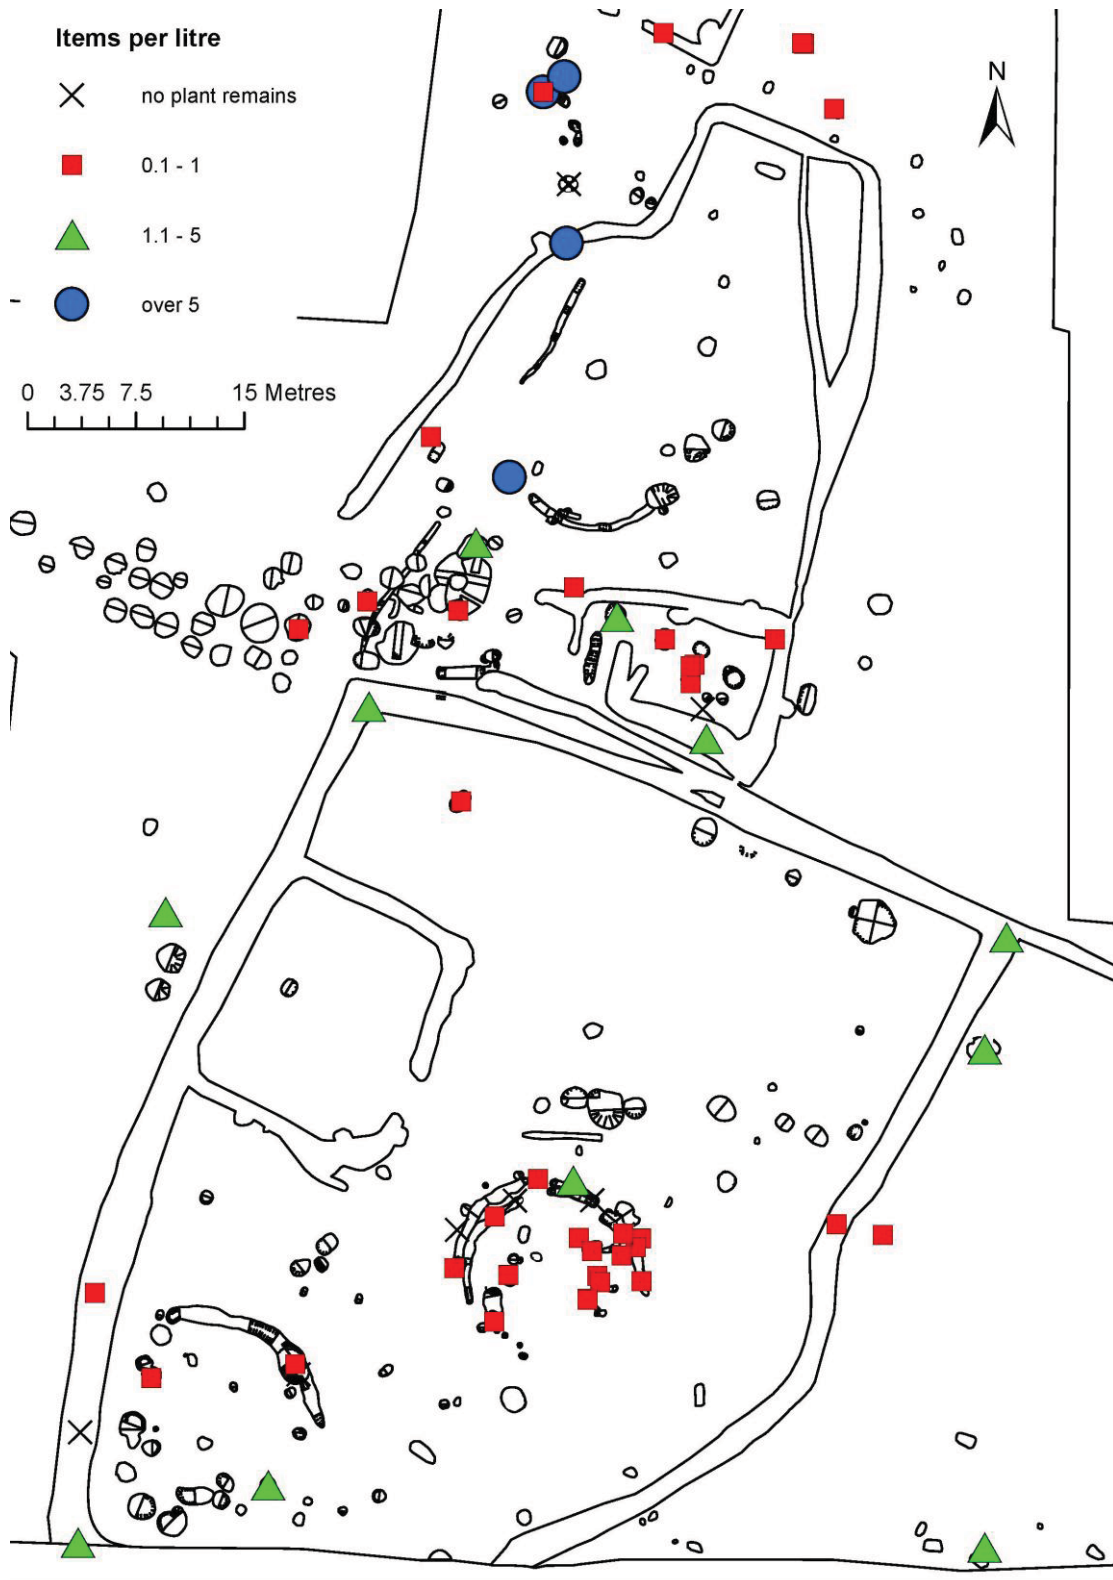 Items per litre
no plant remains
0.1 - 1
1.1 - 5
over 5
0 3.75 7.5 15 Metres
N